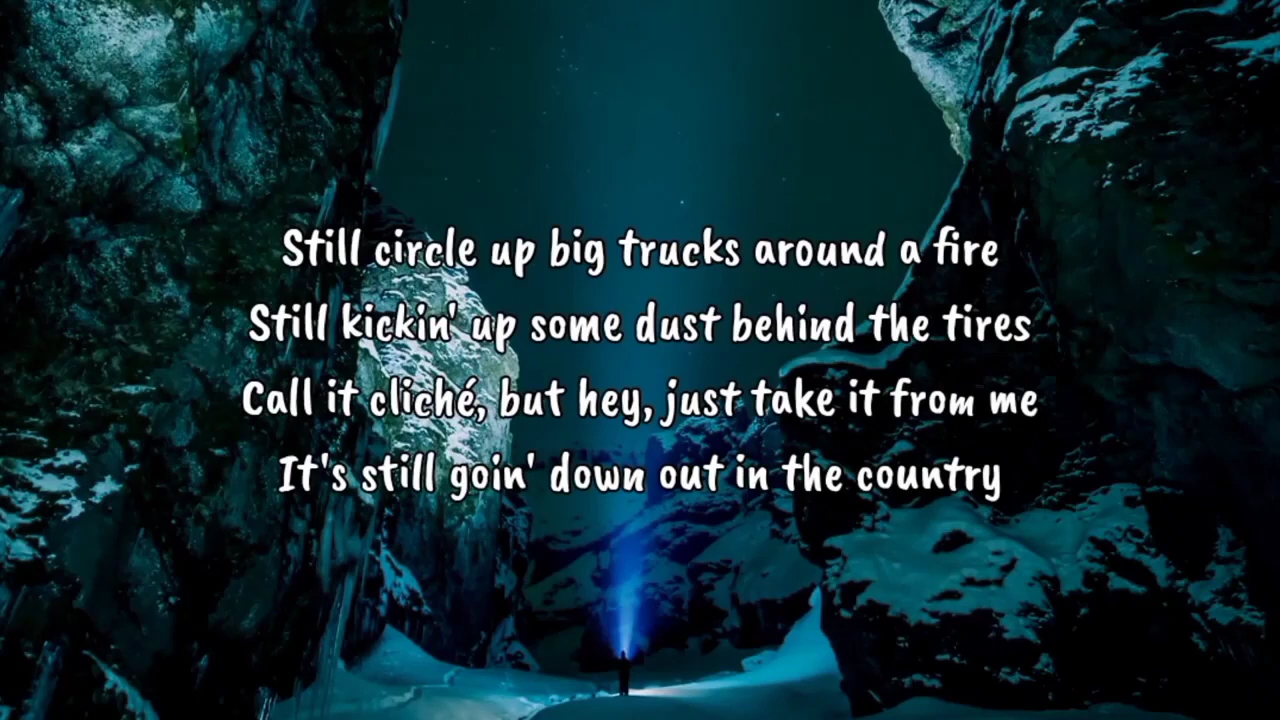 Still circle up big trucks around a fire
Still kickin' up some dust behind the tires
Call it cliché, but hey, just take it from me
It's still goin' down out in the country